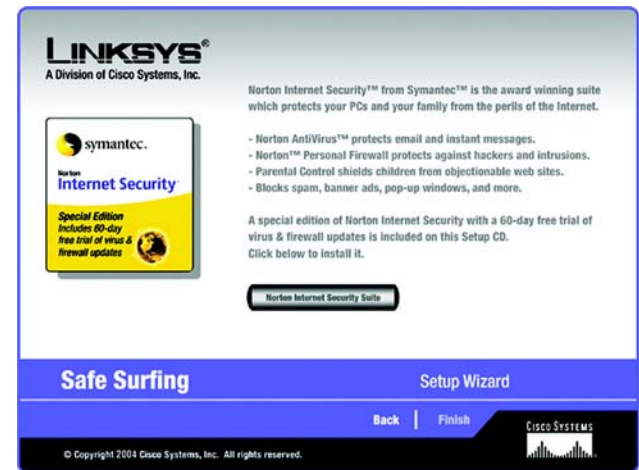 LINKSYS®
A Division of Cisco Systems, Inc.
Norton Internet Security™ from Symantec™ is the award winning suite
which protects your PCs and your family from the perils of the Internet.
- Norton AntiVirus™ protects email and instant messages.
- Norton™ Personal Firewall protects against hackers and intrusions.
- Parental Control shields children from objectionable web sites.
- Blocks spam, banner ads, pop-up windows, and more.
A special edition of Norton Internet Security with a 60-day free trial of
virus & firewall updates is included on this Setup CD.
Click below to install it.
symantec.
Norton
Internet Security
Special Edition
Includes 60-day
free trial of virus &
firewall updates
Norton Internet Security Suite
Safe Surfing
Setup Wizard
Back
Finish
CISCO SYSTEMS
© Copyright 2004 Cisco Systems, Inc. All rights reserved.